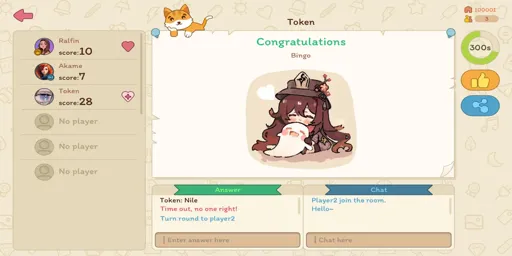 Token
Congratulations
Bingo
Ralfin
score:10
Akame
score:7
Token
score:28
No player
No player
No player
3
300s
Answer
Token: Nile
Time out, no one right!
Turn round to player2
Enter answer here
Chat
Player2 join the room.
Hello~
Chat here